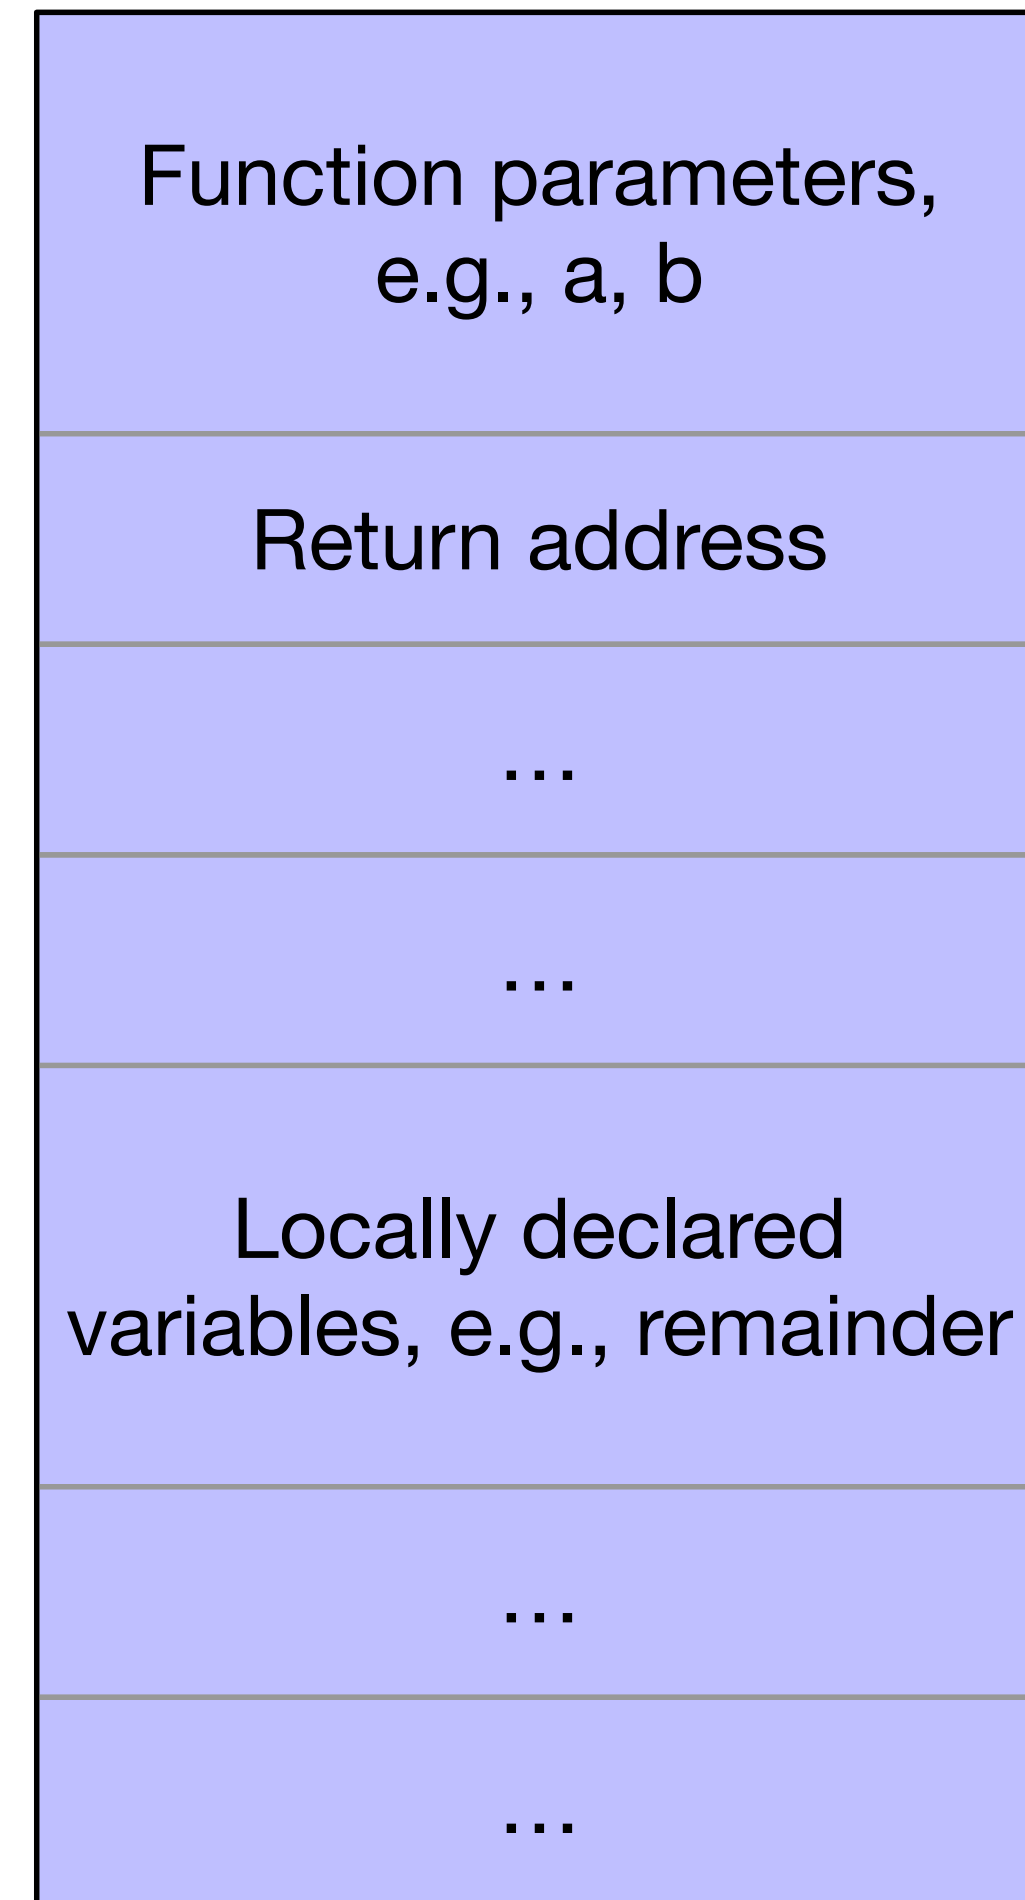 Function parameters,
e.g., a, b
Return address
...
...
Locally declared
variables, e.g., remainder
...
...